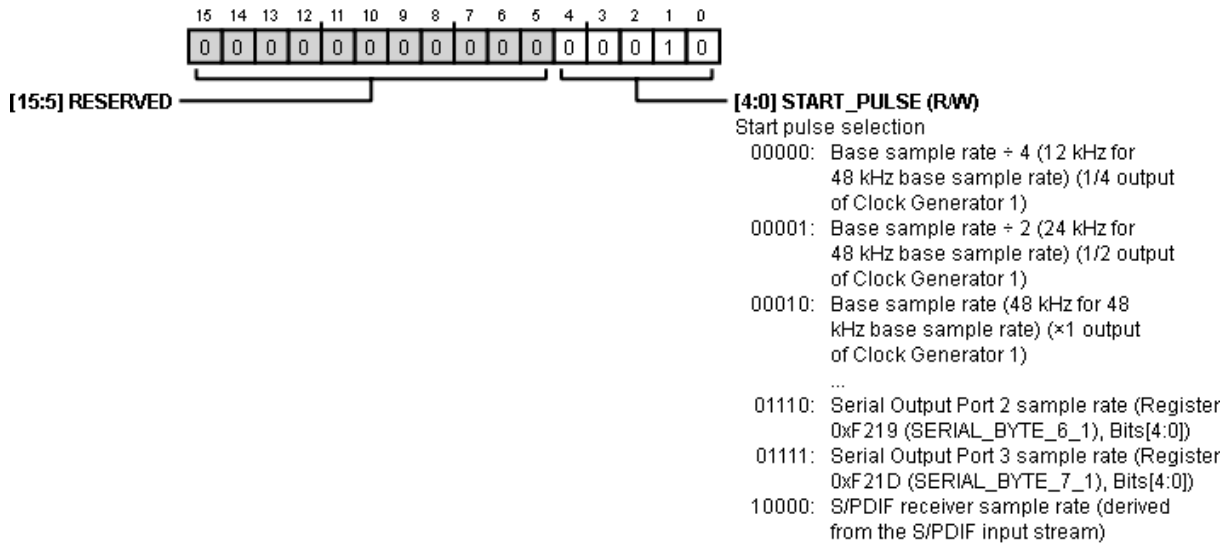 15 14 13 12 11 10 9 8 7 6 5 4 3 2 1 0
0 0 0 0 0 0 0 0 0 0 0 0 0 0 1 0
[15:5] RESERVED
[4:0] START_PULSE (R/W)
Start pulse selection
00000: Base sample rate ÷ 4 (12 kHz for
48 kHz base sample rate) (1/4 output
of Clock Generator 1)
00001: Base sample rate ÷ 2 (24 kHz for
48 kHz base sample rate) (1/2 output
of Clock Generator 1)
00010: Base sample rate (48 kHz for 48
kHz base sample rate) (×1 output
of Clock Generator 1)
...
01110: Serial Output Port 2 sample rate (Register
0xF219 (SERIAL_BYTE_6_1), Bits[4:0])
01111: Serial Output Port 3 sample rate (Register
0xF21D (SERIAL_BYTE_7_1), Bits[4:0])
10000: S/PDIF receiver sample rate (derived
from the S/PDIF input stream)